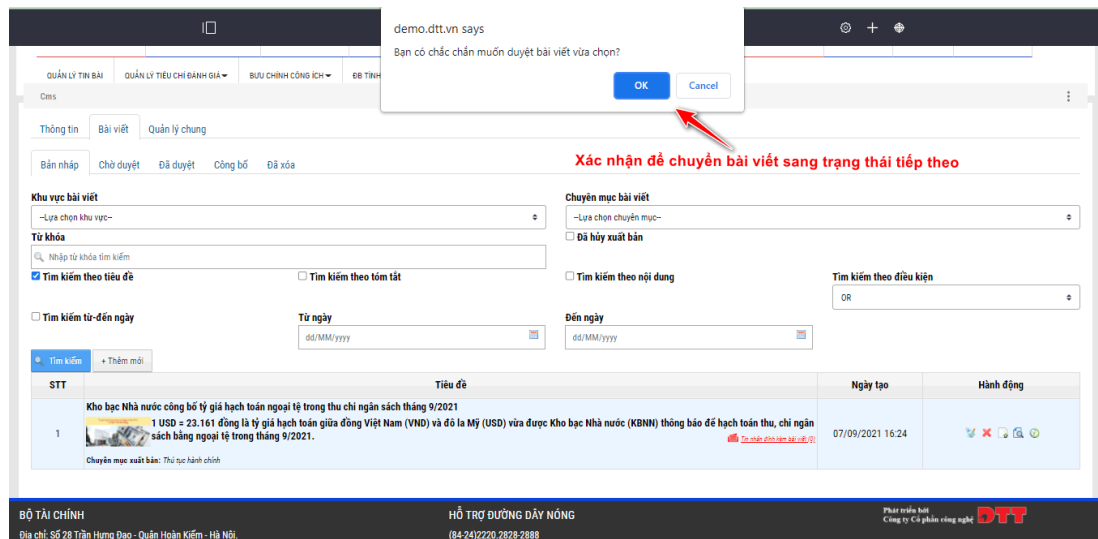 demo.dtt.vn says
Bạn có chắc chắn muốn duyệt bài viết vừa chọn?
OK Cancel
QUẢN LÝ TIN BÀI QUẢN LÝ TIÊU CHÍ ĐÁNH GIÁ BƯU CHÍNH CÔNG ÍCH ĐB TỈNH
Cms
Thông tin Bài viết Quản lý chung
Bản nháp Chờ duyệt Đã duyệt Công bố Đã xóa
Xác nhận để chuyển bài viết sang trạng thái tiếp theo
Khu vực bài viết Chuyên mục bài viết
--Lựa chọn khu vực-- --Lựa chọn chuyên mục--
Từ khóa Đã hủy xuất bản
Nhập từ khóa tìm kiếm
Tìm kiếm theo tiêu đề Tìm kiếm theo tóm tắt Tìm kiếm theo nội dung Tìm kiếm theo điều kiện
OR
Tìm kiếm từ-đến ngày Từ ngày Đến ngày
dd/MM/yyyy dd/MM/yyyy
Tìm kiếm + Thêm mới
STT Tiêu đề Ngày tạo Hành động
Kho bạc Nhà nước công bố tỷ giá hạch toán ngoại tệ trong thu chi ngân sách tháng 9/2021
1 USD = 23.161 đồng là tỷ giá hạch toán giữa đồng Việt Nam (VND) và đô la Mỹ (USD) vừa được Kho bạc Nhà nước (KBNN) thông báo để hạch toán thu, chi ngân
1 sách bằng ngoại tệ trong tháng 9/2021. 07/09/2021 16:24
Tin nhắn đính kèm bài viết (0)
Chuyên mục xuất bản: Thủ tục hành chính
BỘ TÀI CHÍNH HỖ TRỢ ĐƯỜNG DÂY NÓNG Phát triển bởi
Công ty Cổ phần công nghệ DTT
Địa chỉ: Số 28 Trần Hưng Đạo - Quận Hoàn Kiếm - Hà Nội. (84-24)2220.2828-2888